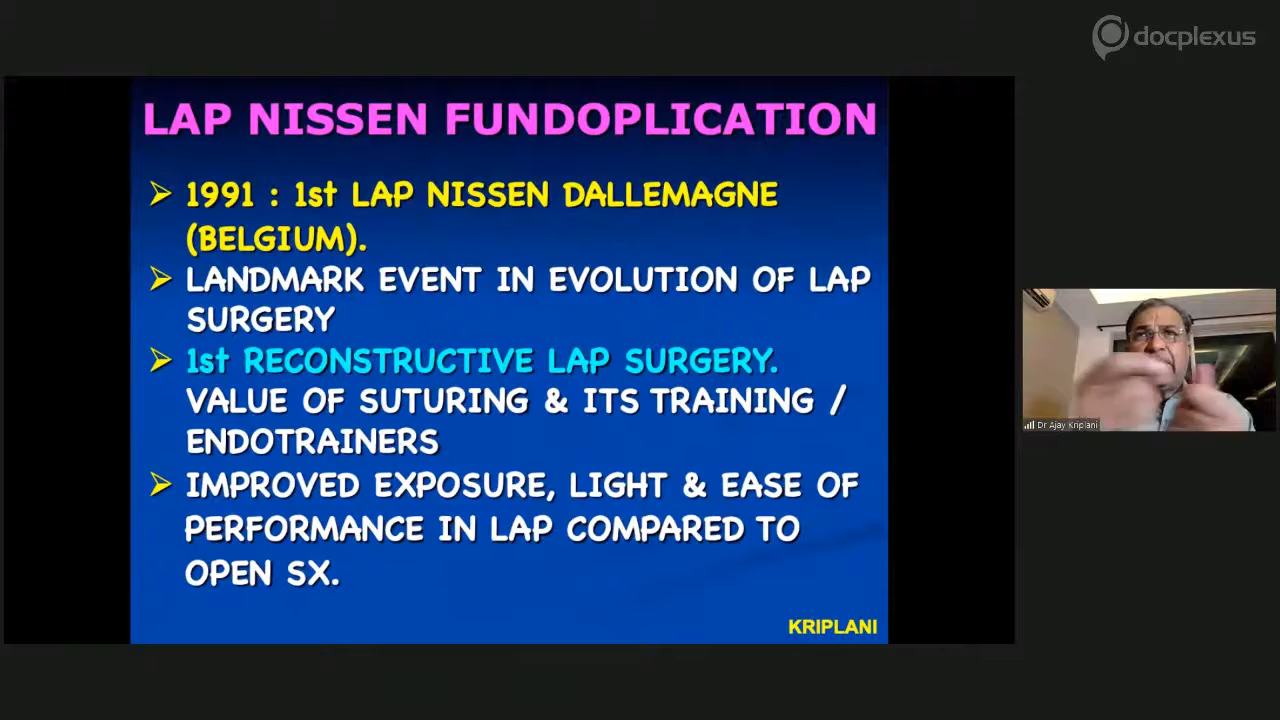 docplexus
LAP NISSEN FUNDOPLICATION
1991 : 1st LAP NISSEN DALLEMAGNE
(BELGIUM).
LANDMARK EVENT IN EVOLUTION OF LAP
SURGERY
1st RECONSTRUCTIVE LAP SURGERY.
VALUE OF SUTURING & ITS TRAINING /
ENDOTRAINERS
IMPROVED EXPOSURE, LIGHT & EASE OF
PERFORMANCE IN LAP COMPARED TO
OPEN SX.
KRIPLANI
Dr Ajay Kriplani